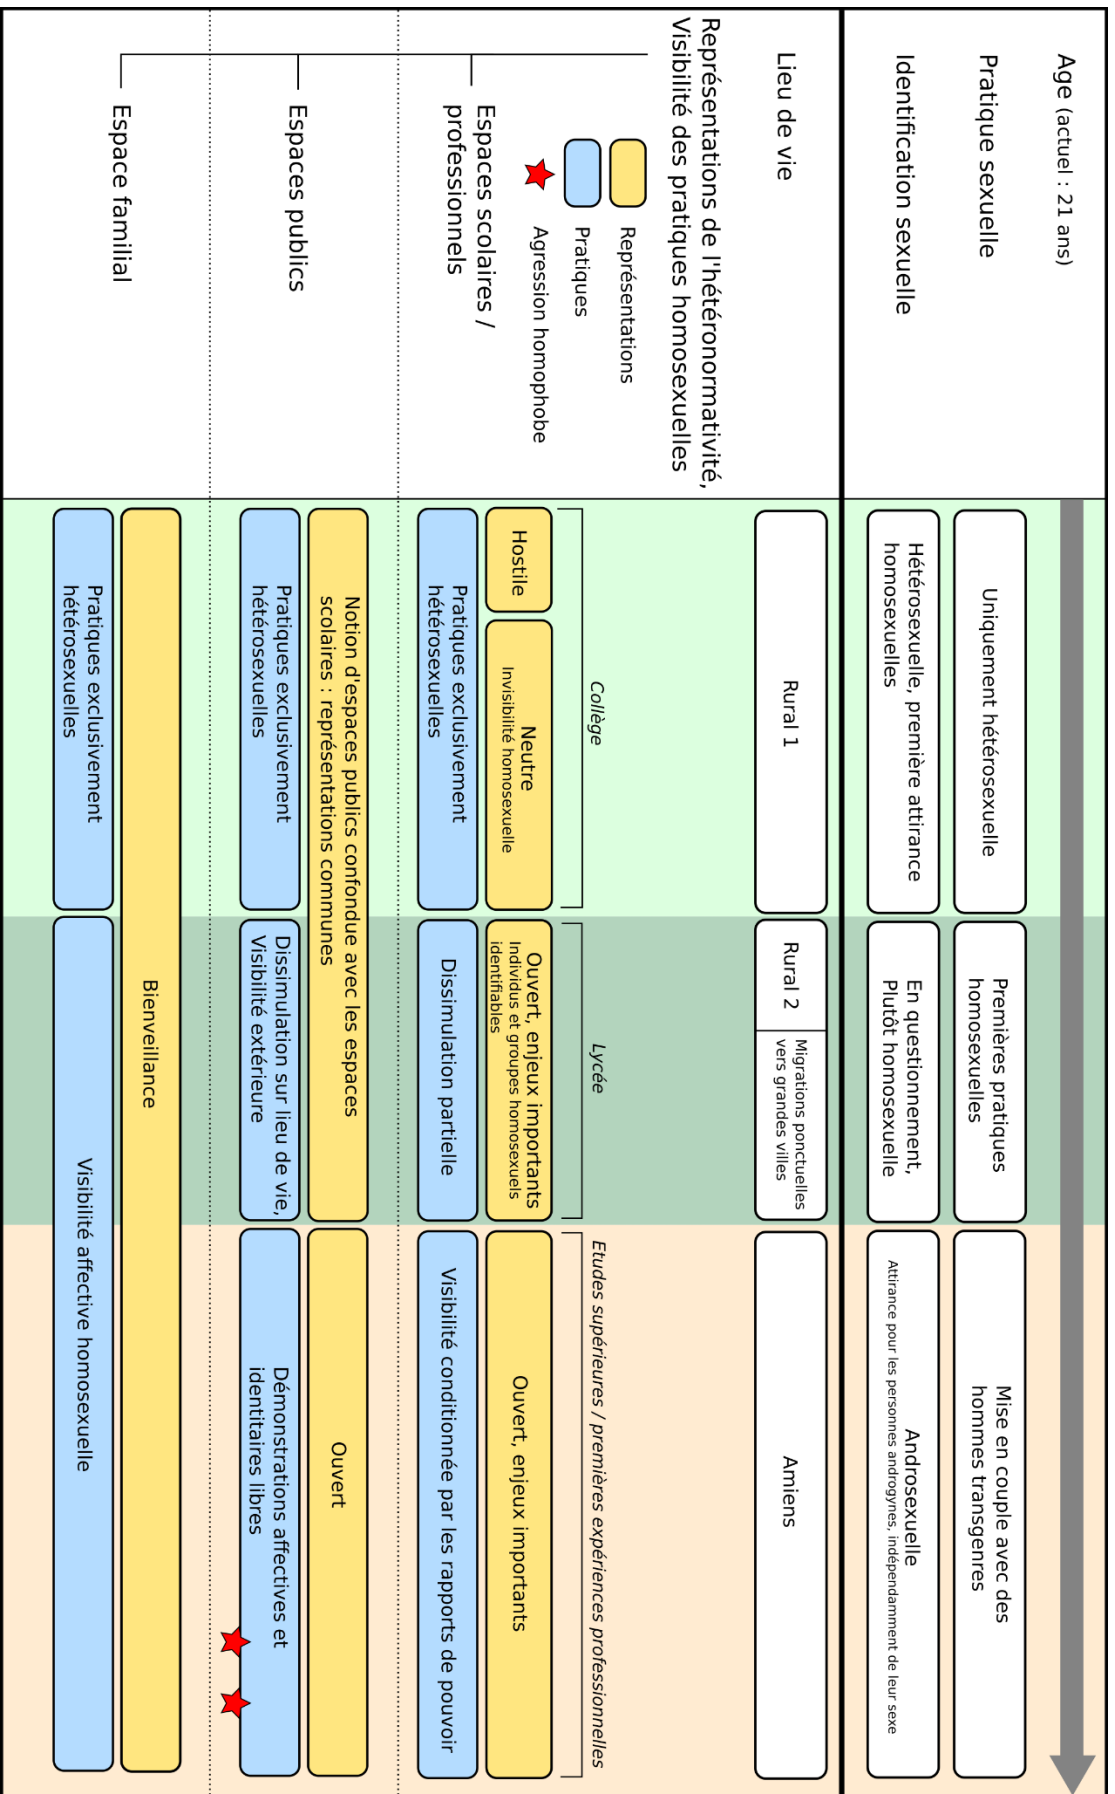 Age (actuel : 21 ans)
Pratique sexuelle
Uniquement hétérosexuelle
Premières pratiques
homosexuelles
Mise en couple avec des
hommes transgenres
Identification sexuelle
Hétérosexuelle, première attirance
homosexuelles
En questionnement,
Plutôt homosexuelle
Androsexuelle
Attirance pour les personnes androgynes, indépendamment de leur sexe
Lieu de vie
Rural 1
Rural 2
Migrations ponctuelles
vers grandes villes
Amiens
Représentations de l'hétéronormativité,
Visibilité des pratiques homosexuelles
Représentations
Pratiques
Agression homophobe
Collège
Lycée
Etudes supérieures / premières expériences professionnelles
Espaces scolaires /
professionnels
Hostile
Neutre
Invisibilité homosexuelle
Ouvert, enjeux importants
Individus et groupes homosexuels
identifiables
Ouvert, enjeux importants
Pratiques exclusivement
hétérosexuelles
Dissimulation partielle
Visibilité conditionnée par les rapports de pouvoir
Espaces publics
Notion d'espaces publics confondue avec les espaces
scolaires : représentations communes
Ouvert
Pratiques exclusivement
hétérosexuelles
Dissimulation sur lieu de vie,
Visibilité extérieure
Démonstrations affectives et
identitaires libres
Espace familial
Bienveillance
Pratiques exclusivement
hétérosexuelles
Visibilité affective homosexuelle